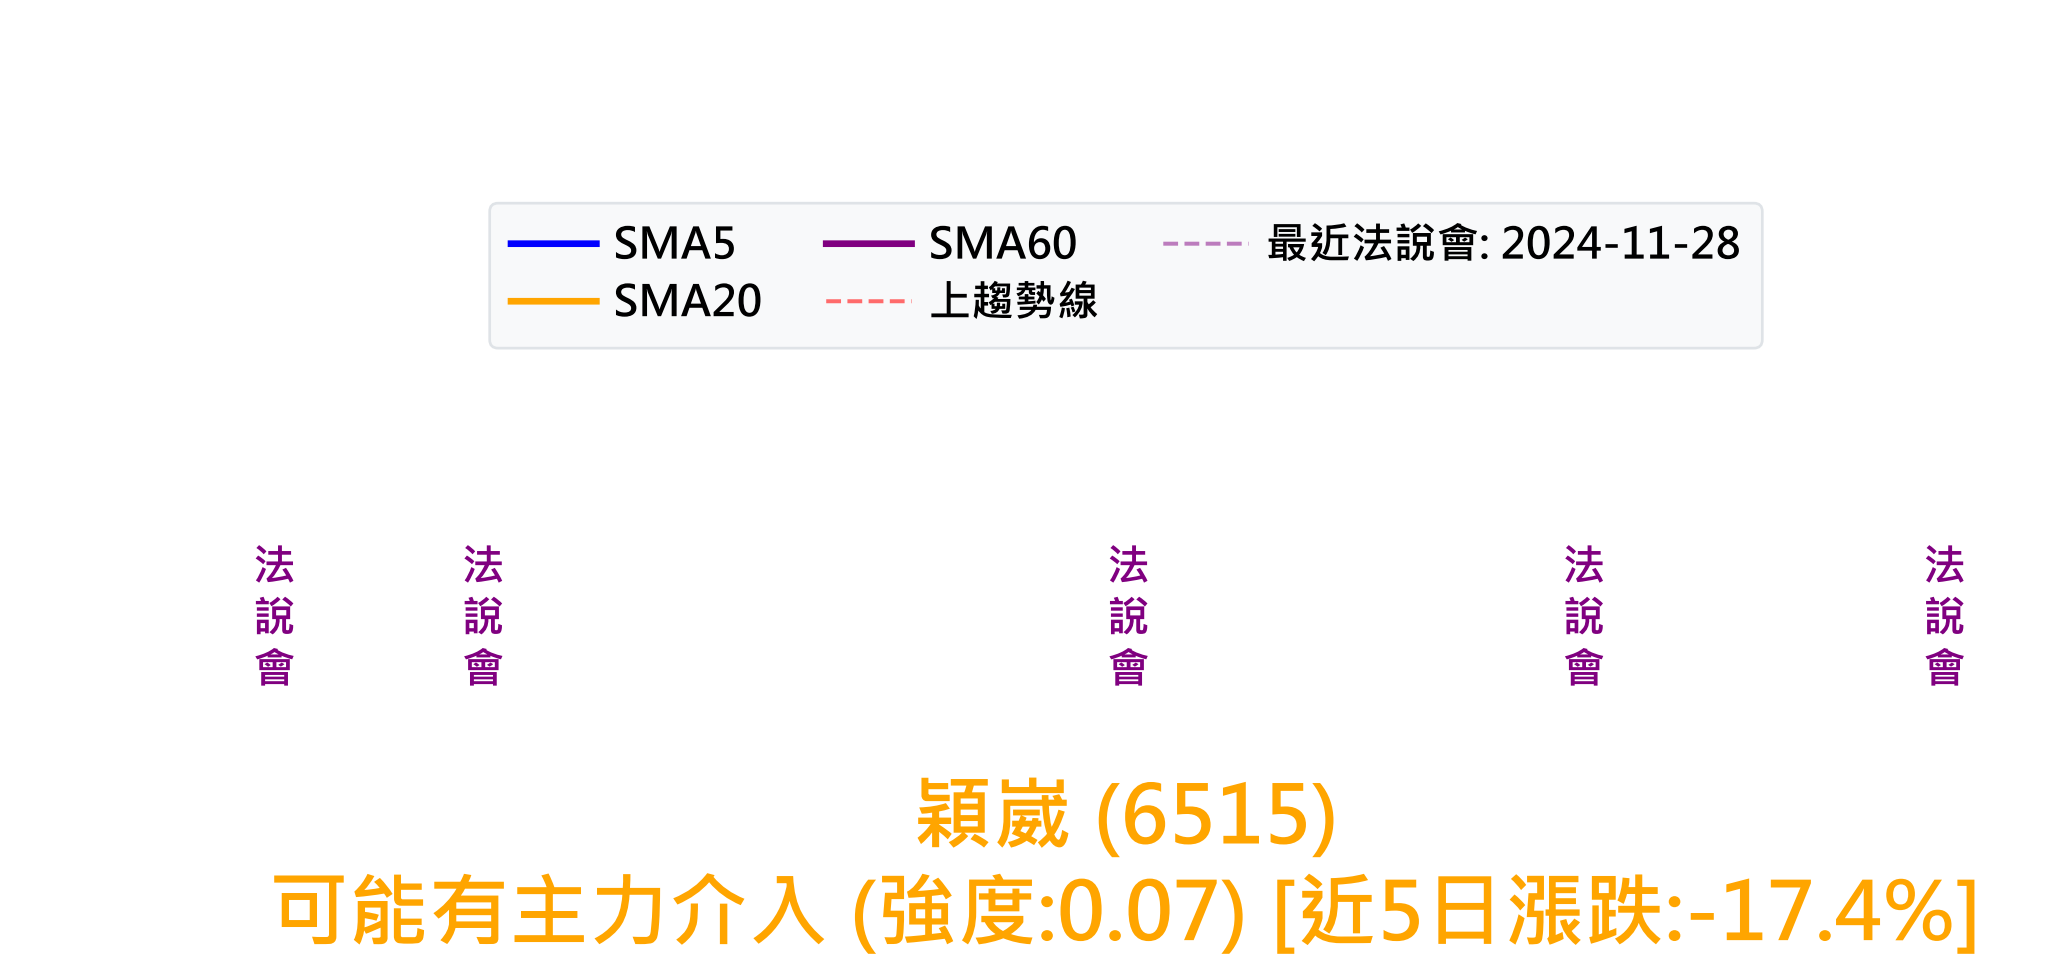 SMA5 SMA60 最近法說會: 2024-11-28
SMA20 上趨勢線
法說會 法說會 法說會 法說會 法說會
穎崴 (6515)
可能有主力介入 (強度:0.07) [近5日漲跌:-17.4%]